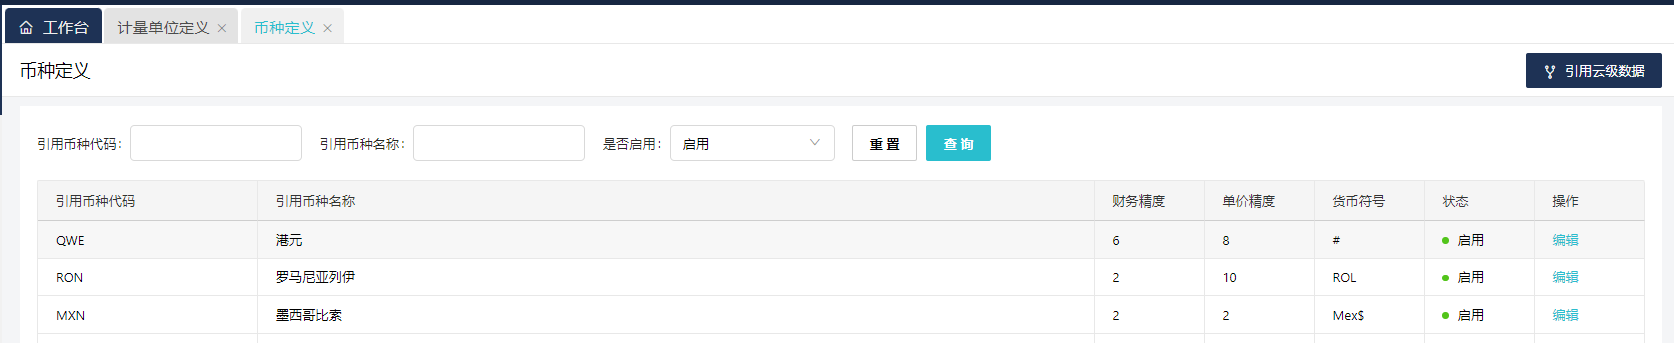 工作台 计量单位定义 币种定义
币种定义 引用云级数据
引用币种代码: 引用币种名称: 是否启用: 启用 重置 查询
引用币种代码 引用币种名称 财务精度 单价精度 货币符号 状态 操作
QWE 港元 6 8 # 启用 编辑
RON 罗马尼亚列伊 2 10 ROL 启用 编辑
MXN 墨西哥比索 2 2 Mex$ 启用 编辑